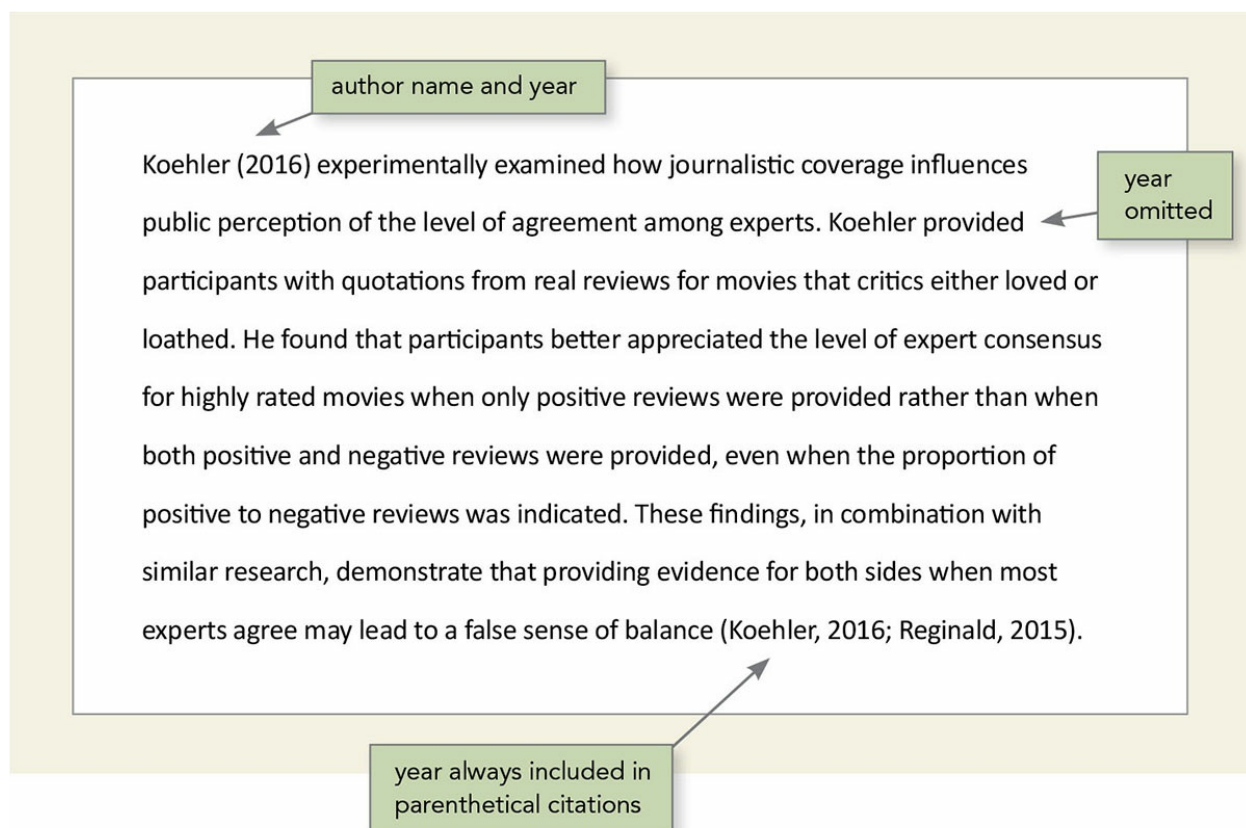 author name and year
Koehler (2016) experimentally examined how journalistic coverage influences
year
omitted
public perception of the level of agreement among experts. Koehler provided
participants with quotations from real reviews for movies that critics either loved or
loathed. He found that participants better appreciated the level of expert consensus
for highly rated movies when only positive reviews were provided rather than when
both positive and negative reviews were provided, even when the proportion of
positive to negative reviews was indicated. These findings, in combination with
similar research, demonstrate that providing evidence for both sides when most
experts agree may lead to a false sense of balance (Koehler, 2016; Reginald, 2015).
year always included in
parenthetical citations